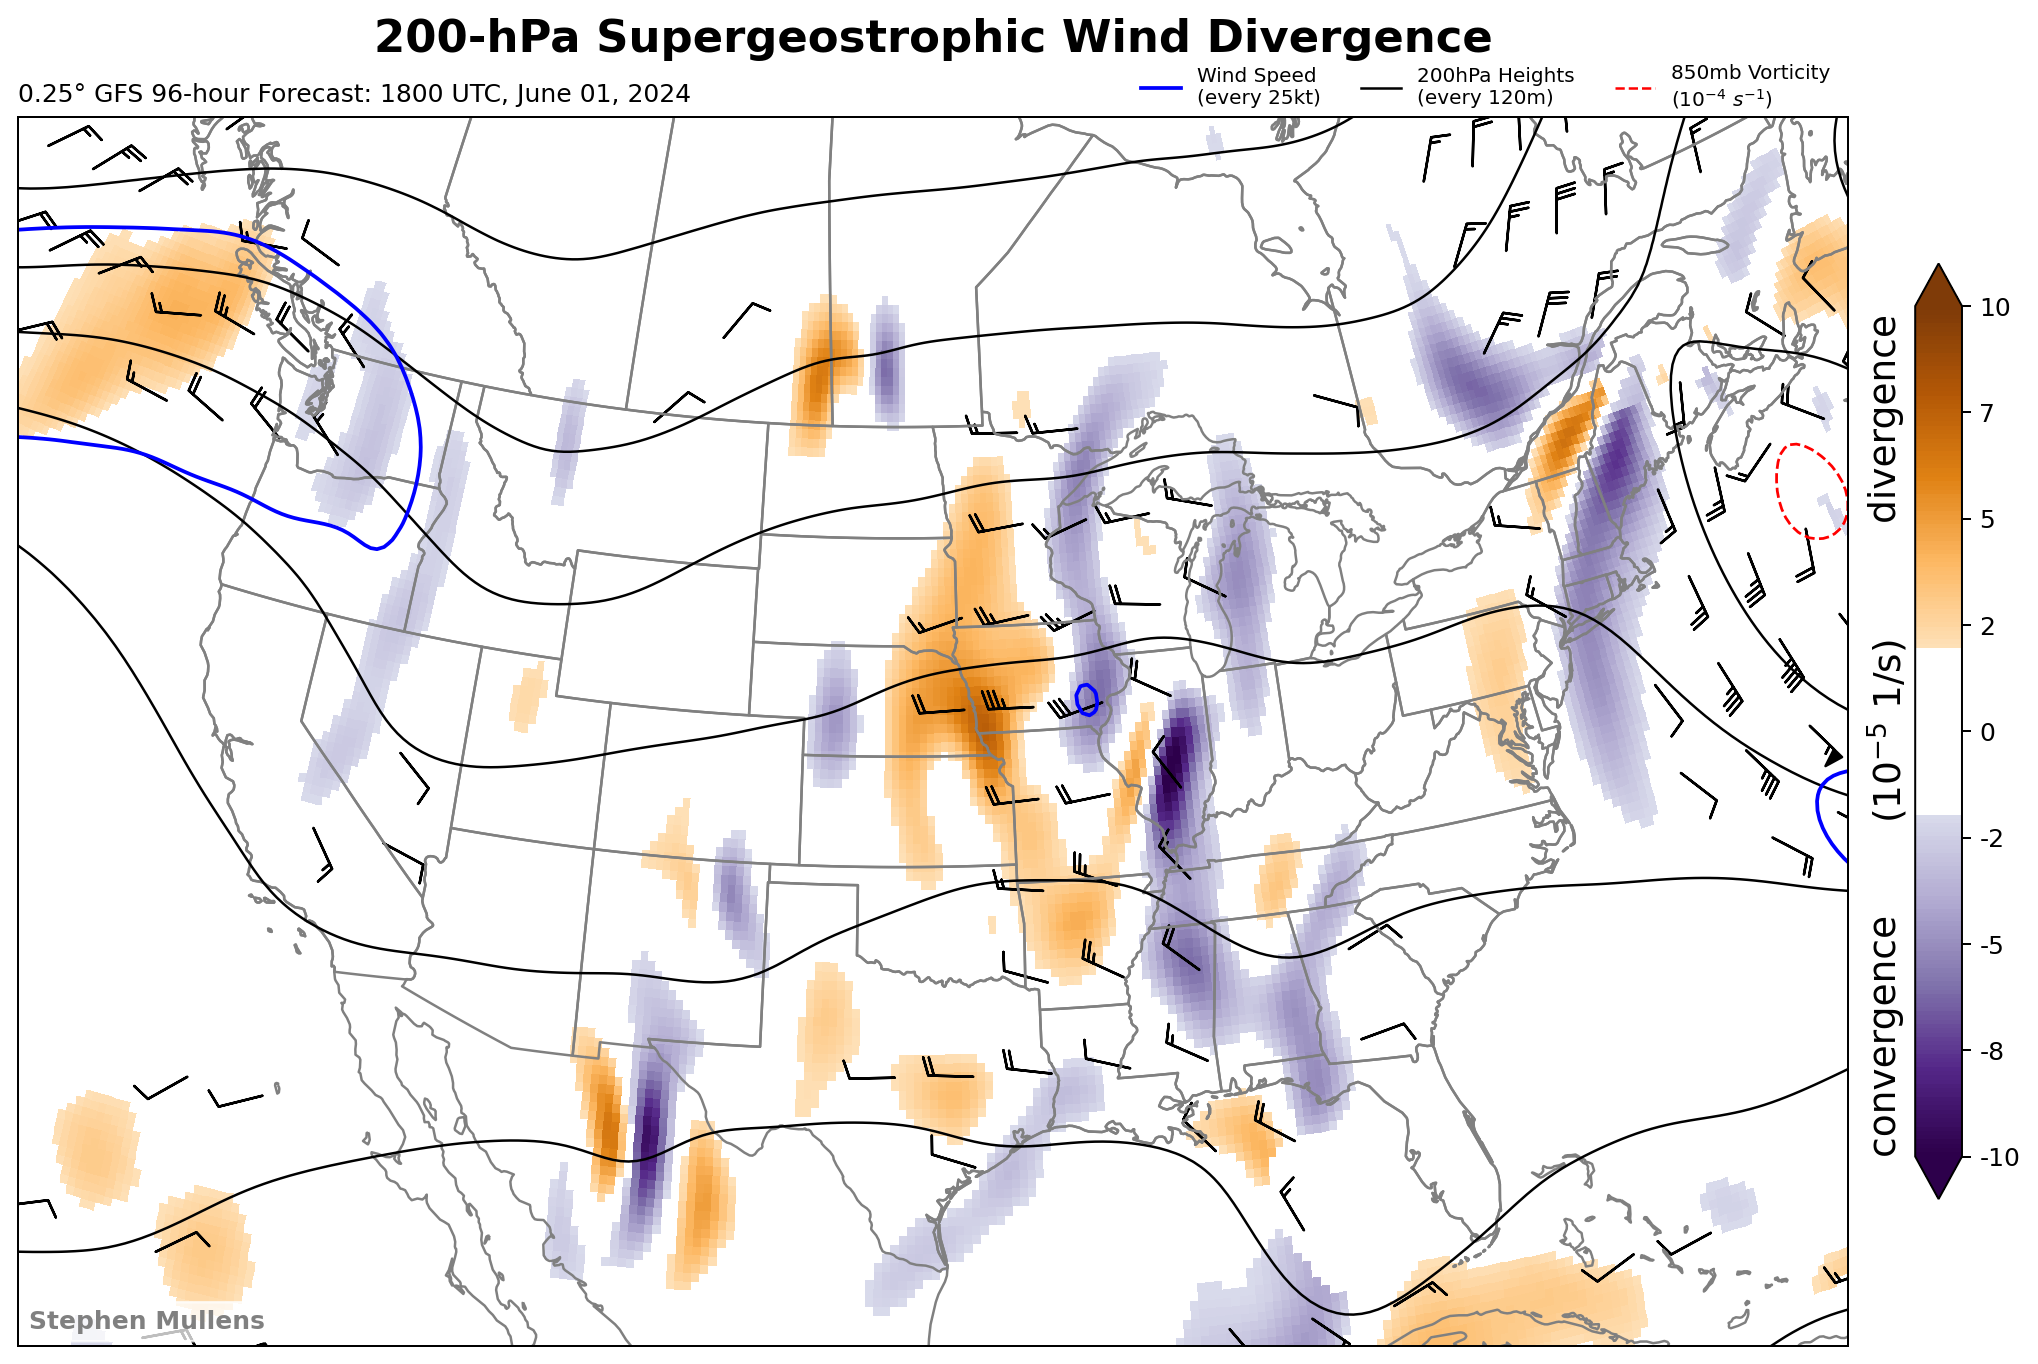 200-hPa Supergeostrophic Wind Divergence
0.25° GFS 96-hour Forecast: 1800 UTC, June 01, 2024
Wind Speed
(every 25kt)
200hPa Heights
(every 120m)
850mb Vorticity
(10⁻⁴ s⁻¹)
10
7
5
2
0
-2
-5
-8
-10
convergence (10⁻⁵ 1/s) divergence
Stephen Mullens